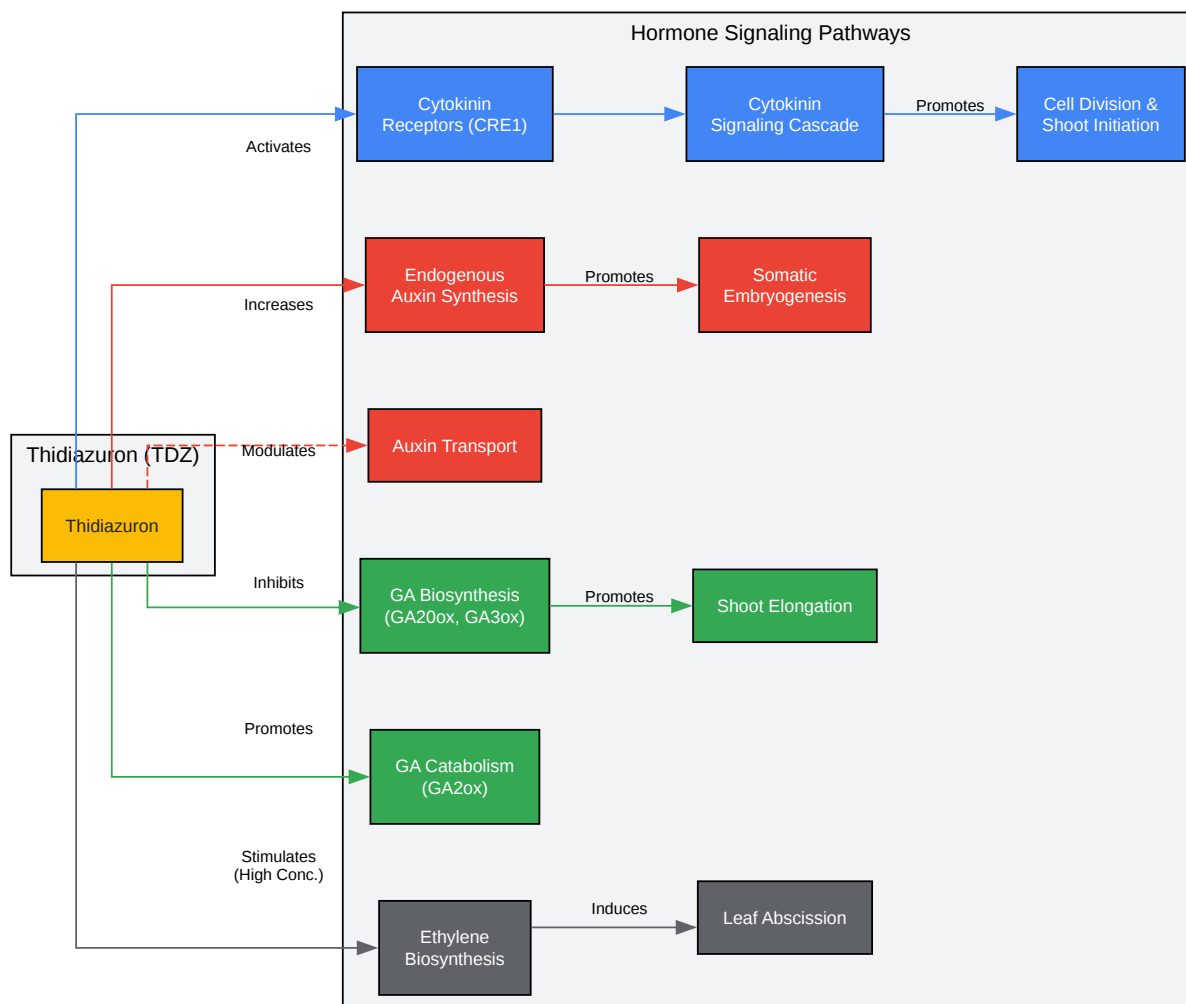 Hormone Signaling Pathways
Cytokinin
Receptors (CRE1)
Cytokinin
Signaling Cascade
Promotes
Cell Division &
Shoot Initiation
Activates
Endogenous
Auxin Synthesis
Promotes
Somatic
Embryogenesis
Increases
Auxin Transport
Modulates
Thidiazuron (TDZ)
Thidiazuron
Inhibits
GA Biosynthesis
(GA20ox, GA3ox)
Promotes
Shoot Elongation
Promotes
GA Catabolism
(GA2ox)
Stimulates
(High Conc.)
Ethylene
Biosynthesis
Induces
Leaf Abscission